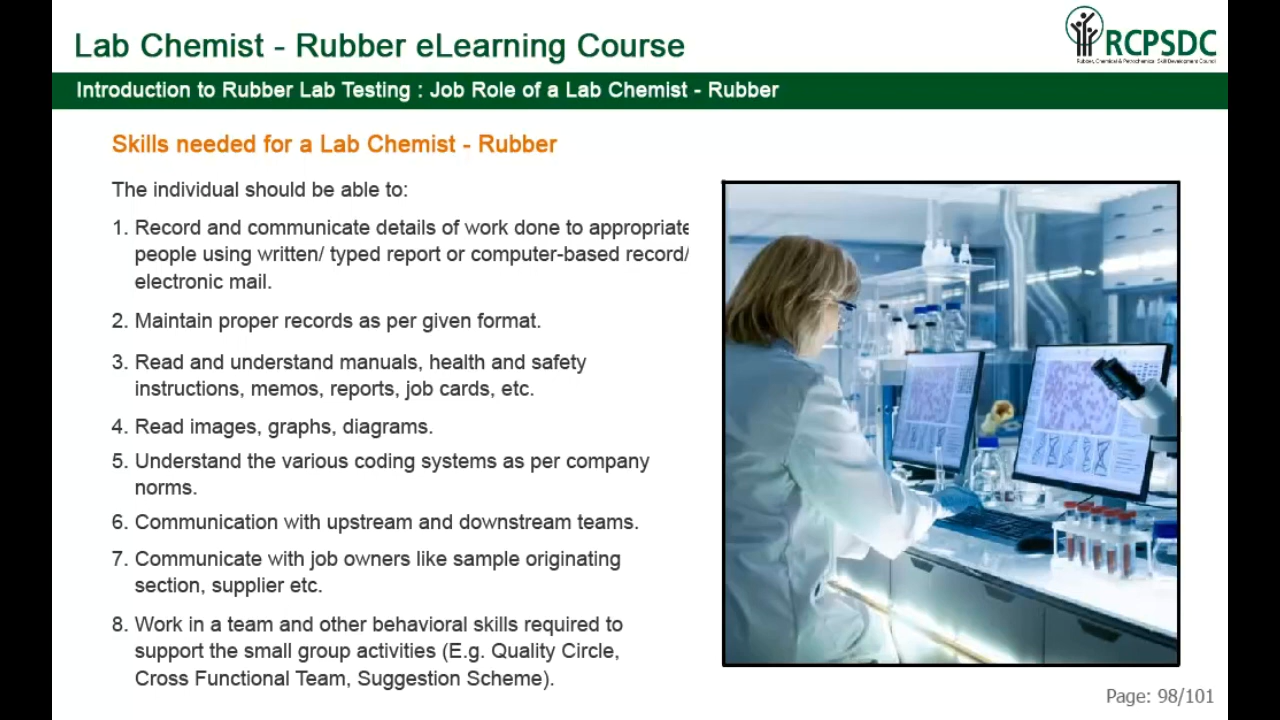 Lab Chemist - Rubber eLearning Course
RCPSDC
Rubber, Chemical & Petrochemical Skill Development Council
Introduction to Rubber Lab Testing : Job Role of a Lab Chemist - Rubber
Skills needed for a Lab Chemist - Rubber
The individual should be able to:
1. Record and communicate details of work done to appropriate
people using written/ typed report or computer-based record/
electronic mail.
2. Maintain proper records as per given format.
3. Read and understand manuals, health and safety
instructions, memos, reports, job cards, etc.
4. Read images, graphs, diagrams.
5. Understand the various coding systems as per company
norms.
6. Communication with upstream and downstream teams.
7. Communicate with job owners like sample originating
section, supplier etc.
8. Work in a team and other behavioral skills required to
support the small group activities (E.g. Quality Circle,
Cross Functional Team, Suggestion Scheme).
Page: 98/101